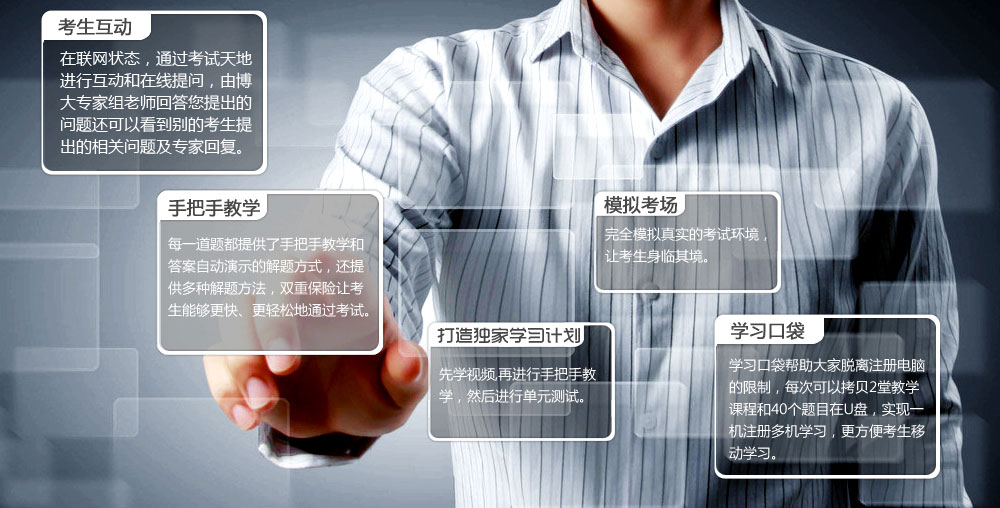 考生互动
在联网状态，通过考试天地
进行互动和在线提问，由博
大专家组老师回答您提出的
问题还可以看到别的考生提
出的相关问题及专家回复。
手把手教学
每一道题都提供了手把手教学和
答案自动演示的解题方式，还提
供多种解题方法，双重保险让考
生能够更快、更轻松地通过考试。
模拟考场
完全模拟真实的考试环境，
让考生身临其境。
打造独家学习计划
先学视频,再进行手把手教
学，然后进行单元测试。
学习口袋
学习口袋帮助大家脱离注册电脑
的限制，每次可以拷贝2堂教学
课程和40个题目在U盘，实现一
机注册多机学习，更方便考生移
动学习。